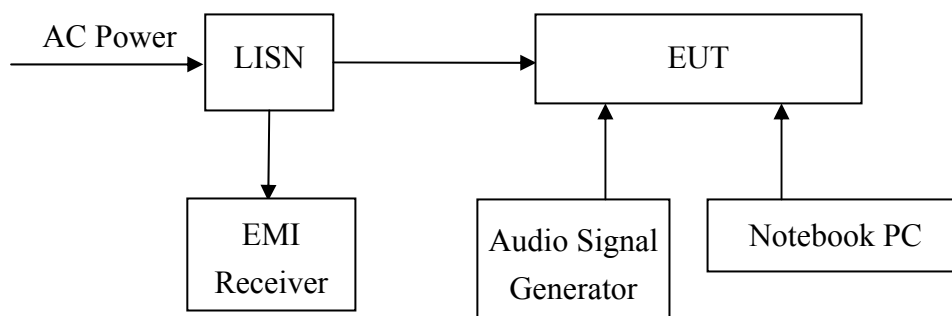 AC Power
LISN
EUT
EMI
Receiver
Audio Signal
Generator
Notebook PC